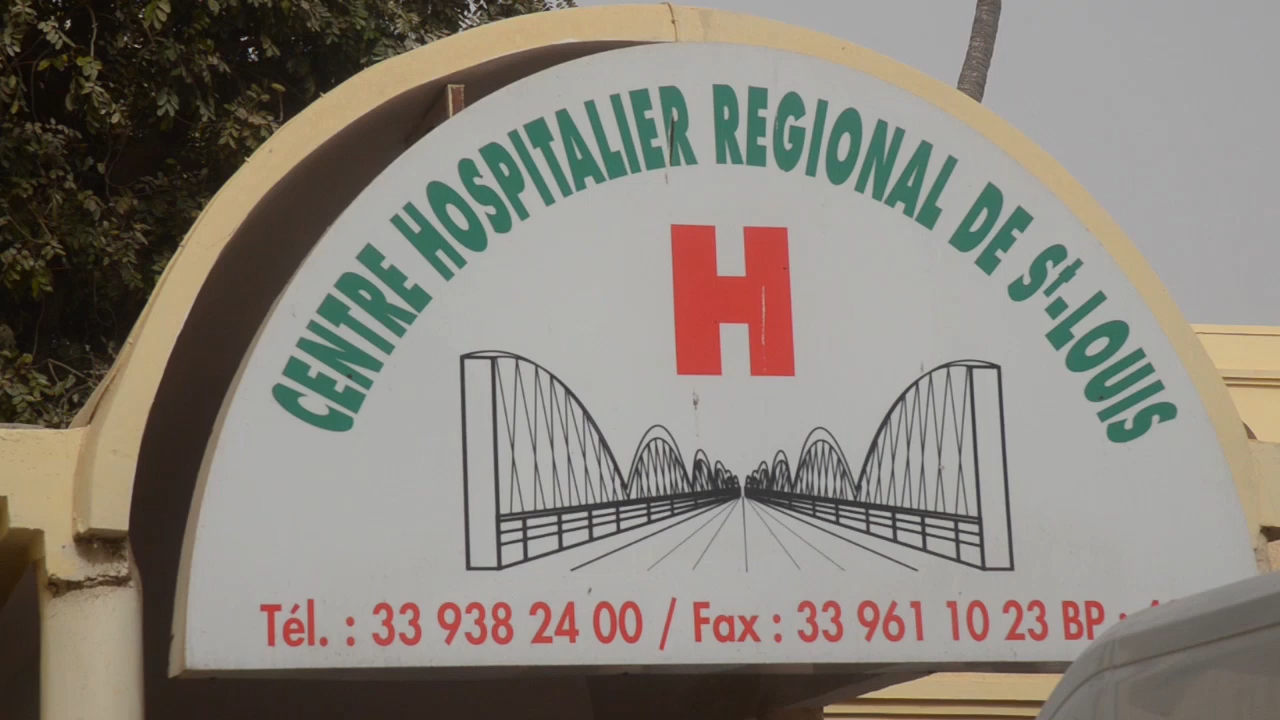 CENTRE HOSPITALIER REGIONAL DE St.-LOUIS
H
Tél. : 33 938 24 00 / Fax : 33 961 10 23 BP :